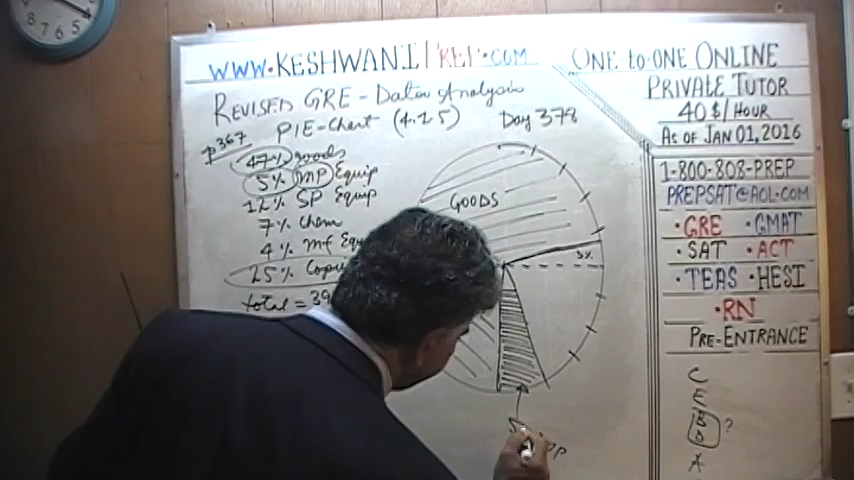 WWW.KESHWANI PREP.COM
REVISED GRE - Data Analysis
PIE-Chart (4.25) Day 378
p367
47% goods
5% MP Equip
12% SP Equip
7% Chem
4% mf Equ
25%
total = 39
GOODS
5%
ONE to ONE ONLINE
PRIVATE TUTOR
40 $/HOUR
AS OF JAN 01, 2016
1-800-808-PREP
PREPSAT@AOL.COM
• GRE • GMAT
• SAT • ACT
• TEAS • HESI
• RN
PRE-ENTRANCE
C
E
B
D ?
A